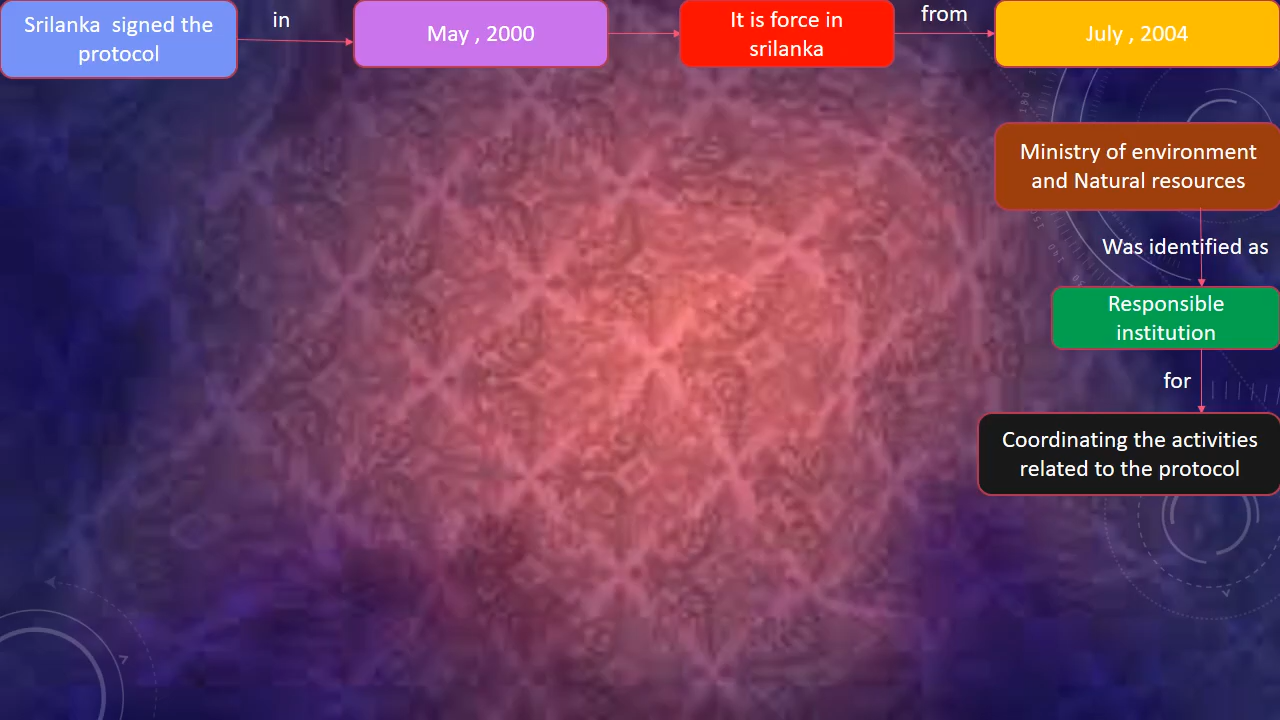 Srilanka  signed the
protocol
in
May , 2000
It is force in
srilanka
from
July , 2004
Ministry of environment
and Natural resources
Was identified as
Responsible
institution
for
Coordinating the activities
related to the protocol